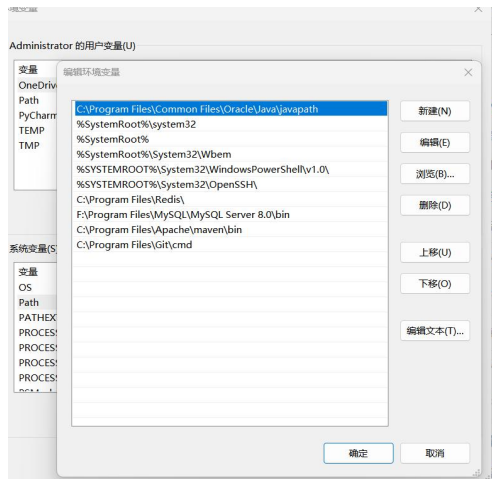 环境变量
Administrator 的用户变量(U)
变量
OneDriv
Path
PyCharm
TEMP
TMP
编辑环境变量
C:\Program Files\Common Files\Oracle\Java\javapath
%SystemRoot%\system32
%SystemRoot%
%SystemRoot%\System32\Wbem
%SYSTEMROOT%\System32\WindowsPowerShell\v1.0\
%SYSTEMROOT%\System32\OpenSSH\
C:\Program Files\Redis\
F:\Program Files\MySQL\MySQL Server 8.0\bin
C:\Program Files\Apache\maven\bin
C:\Program Files\Git\cmd
新建(N)
编辑(E)
浏览(B)...
删除(D)
上移(U)
下移(O)
编辑文本(T)...
系统变量(S)
变量
OS
Path
PATHEX
PROCES
PROCES
PROCES
PROCES
确定
取消